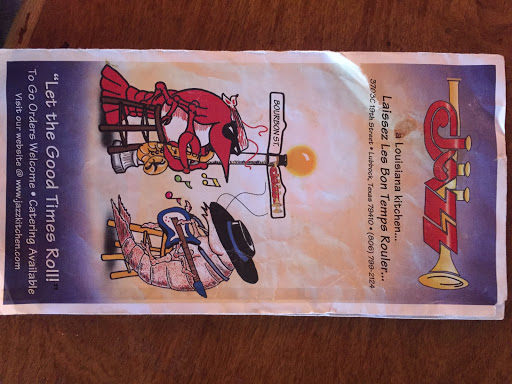 Jazz
a Louisiana kitchen...
Laissez Les Bon Temps Rouler...
3703C 19th Street • Lubbock, Texas 79410 • (806) 799-2124
BOURBON ST.
"Let the Good Times Roll!"
To Go Orders Welcome • Catering Available
Visit our website @ www.jazzkitchen.com